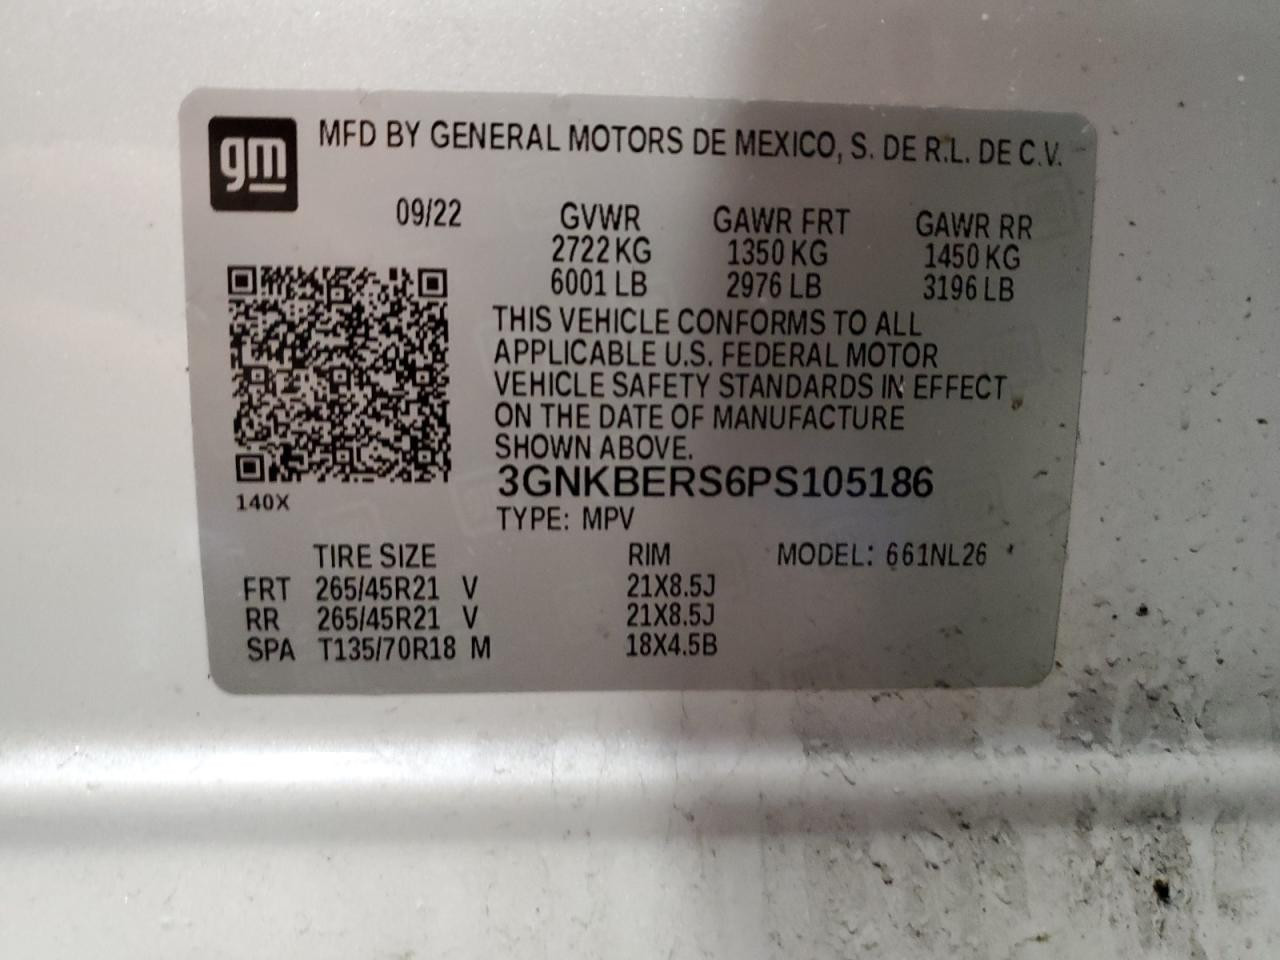 gm MFD BY GENERAL MOTORS DE MEXICO, S. DE R.L. DE C.V.
09/22 GVWR GAWR FRT GAWR RR
2722 KG 1350 KG 1450 KG
6001 LB 2976 LB 3196 LB
THIS VEHICLE CONFORMS TO ALL
APPLICABLE U.S. FEDERAL MOTOR
VEHICLE SAFETY STANDARDS IN EFFECT
ON THE DATE OF MANUFACTURE
SHOWN ABOVE.
3GNKBERS6PS105186
140X
TYPE: MPV
TIRE SIZE RIM MODEL: 661NL26
FRT 265/45R21 V 21X8.5J
RR 265/45R21 V 21X8.5J
SPA T135/70R18 M 18X4.5B